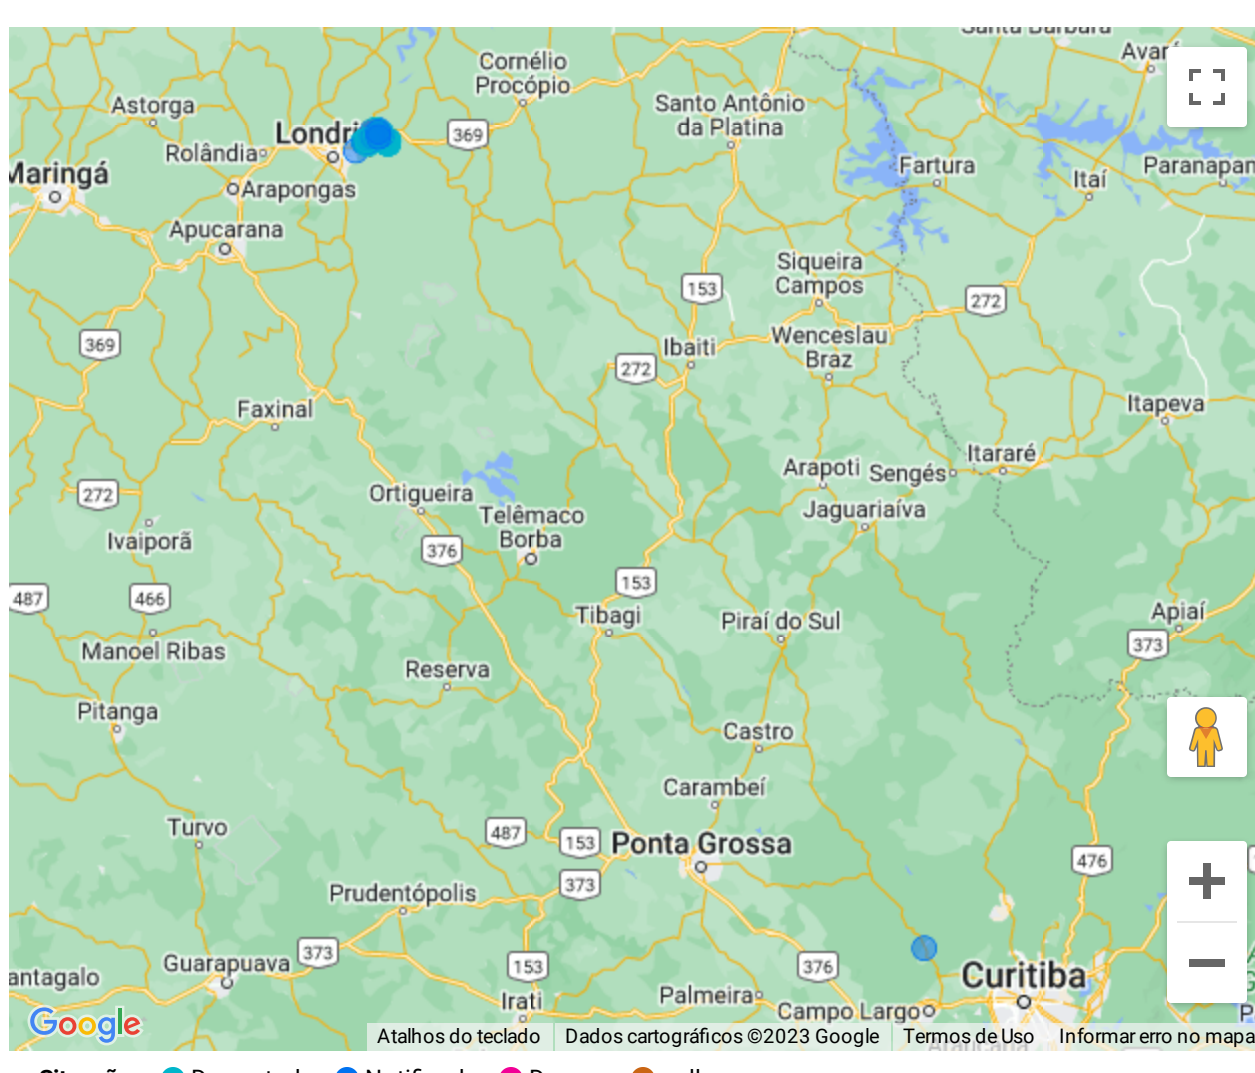 Avaré
Cornélio
Procópio
Astorga
Santo Antônio
da Platina
Londri
369
Rolândia
Fartura
Paranapan
Maringá
Itaí
Arapongas
Apucarana
Siqueira
Campos
153
272
369
Wenceslau
Braz
Ibaiti
272
Faxinal
Itapeva
Itararé
Arapoti
Sengés
272
Ortigueira
Telêmaco
Borba
Jaguariaíva
Ivaiporã
376
153
487
466
Tibagi
Piraí do Sul
Apiaí
373
Manoel Ribas
Reserva
Pitanga
Castro
Carambeí
Turvo
487
153
Ponta Grossa
476
373
Prudentópolis
373
Guarapuava
153
376
Curitiba
antagalo
Irati
Palmeira
Campo Largo
Google
Atalhos do teclado
Dados cartográficos ©2023 Google
Termos de Uso
Informar erro no mapa